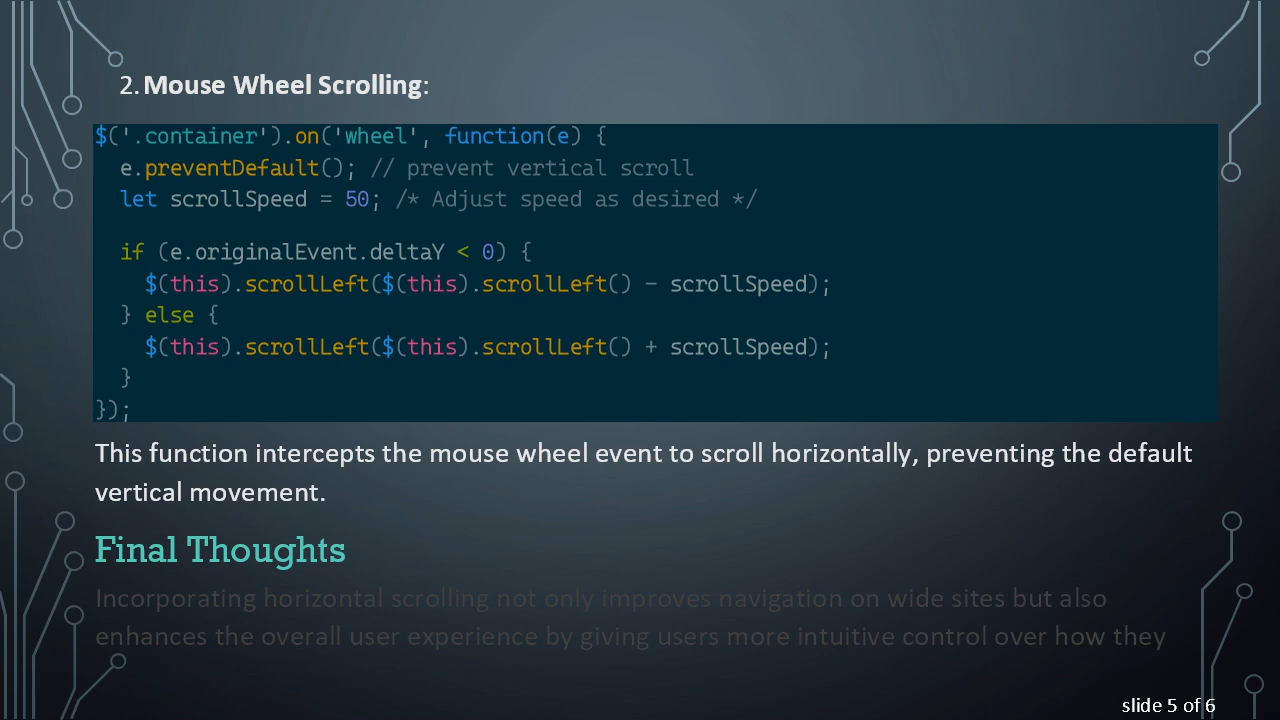 2. Mouse Wheel Scrolling:
$('.container').on('wheel', function(e) {
e.preventDefault(); // prevent vertical scroll
let scrollSpeed = 50; /* Adjust speed as desired */
if (e.originalEvent.deltaY < 0) {
$(this).scrollLeft($(this).scrollLeft() - scrollSpeed);
} else {
$(this).scrollLeft($(this).scrollLeft() + scrollSpeed);
}
});
This function intercepts the mouse wheel event to scroll horizontally, preventing the default
vertical movement.
Final Thoughts
Incorporating horizontal scrolling not only improves navigation on wide sites but also
enhances the overall user experience by giving users more intuitive control over how they
slide 5 of 6